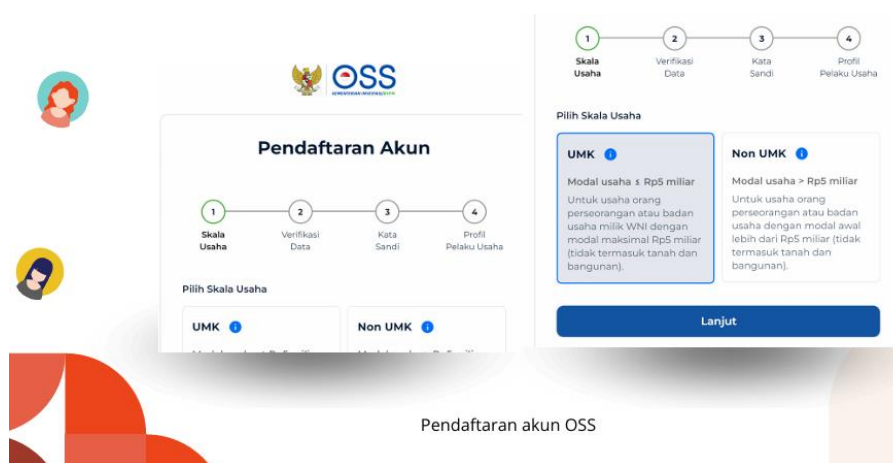 OSS
Pendaftaran Akun
1
2
3
4
Skala
Usaha
Verifikasi
Data
Kata
Sandi
Profil
Pelaku Usaha
Pilih Skala Usaha
UMK
Non UMK
1
2
3
4
Skala
Usaha
Verifikasi
Data
Kata
Sandi
Profil
Pelaku Usaha
Pilih Skala Usaha
UMK
Modal usaha ≤ Rp5 miliar
Untuk usaha orang
perseorangan atau badan
usaha milik WNI dengan
modal maksimal Rp5 miliar
(tidak termasuk tanah dan
bangunan).
Non UMK
Modal usaha > Rp5 miliar
Untuk usaha orang
perseorangan atau badan
usaha dengan modal awal
lebih dari Rp5 miliar (tidak
termasuk tanah dan
bangunan).
Lanjut
Pendaftaran akun OSS